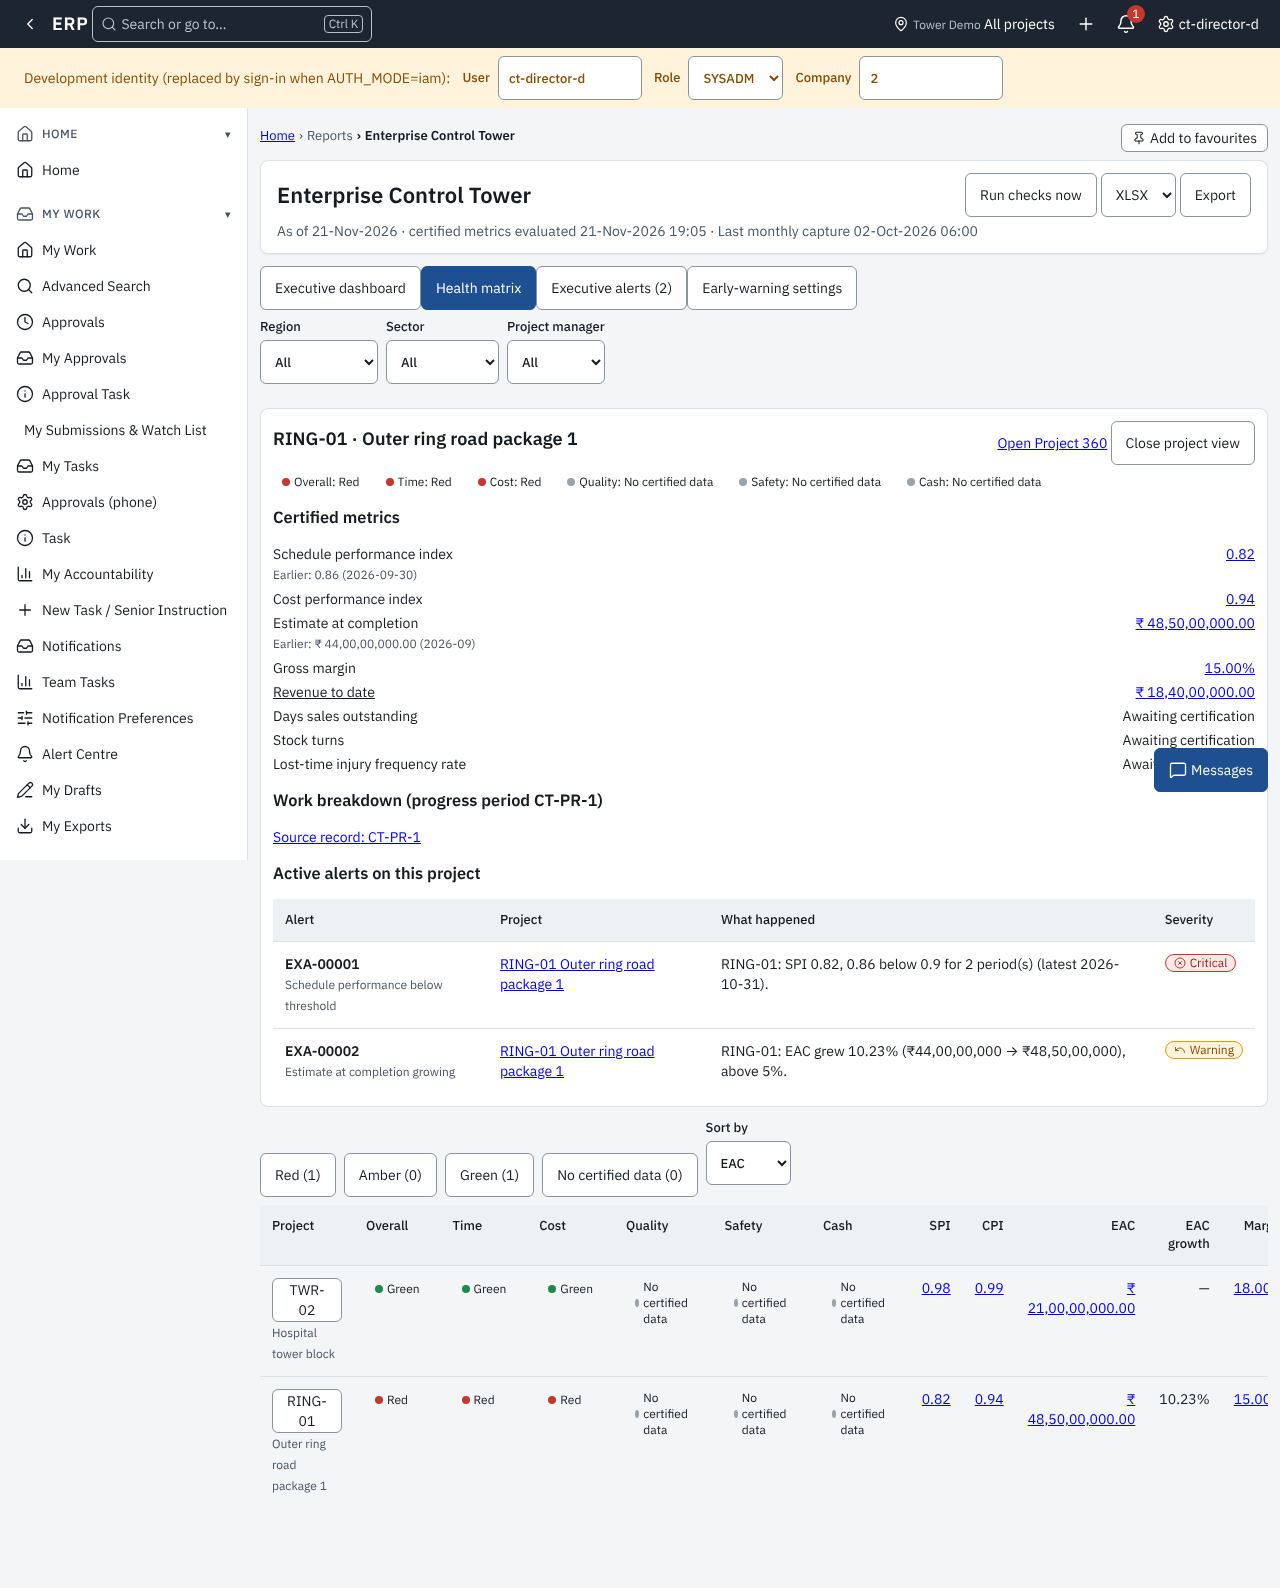 ERP
Search or go to...
Ctrl K
Tower Demo All projects
1
ct-director-d
Development identity (replaced by sign-in when AUTH_MODE=iam):
User
ct-director-d
Role
SYSADM
Company
2
HOME
Home
MY WORK
My Work
Advanced Search
Approvals
My Approvals
Approval Task
My Submissions & Watch List
My Tasks
Approvals (phone)
Task
My Accountability
New Task / Senior Instruction
Notifications
Team Tasks
Notification Preferences
Alert Centre
My Drafts
My Exports
Home › Reports › Enterprise Control Tower
Add to favourites
Enterprise Control Tower
Run checks now
XLSX
Export
As of 21-Nov-2026 · certified metrics evaluated 21-Nov-2026 19:05 · Last monthly capture 02-Oct-2026 06:00
Executive dashboard
Health matrix
Executive alerts (2)
Early-warning settings
Region
Sector
Project manager
All
All
All
RING-01 · Outer ring road package 1
Open Project 360
Close project view
Overall: Red
Time: Red
Cost: Red
Quality: No certified data
Safety: No certified data
Cash: No certified data
Certified metrics
Schedule performance index
0.82
Earlier: 0.86 (2026-09-30)
Cost performance index
0.94
Estimate at completion
₹ 48,50,00,000.00
Earlier: ₹ 44,00,00,000.00 (2026-09)
Gross margin
15.00%
Revenue to date
₹ 18,40,00,000.00
Days sales outstanding
Awaiting certification
Stock turns
Awaiting certification
Lost-time injury frequency rate
Messages
Work breakdown (progress period CT-PR-1)
Source record: CT-PR-1
Active alerts on this project
Alert
Project
What happened
Severity
EXA-00001
Schedule performance below
threshold
RING-01 Outer ring road
package 1
RING-01: SPI 0.82, 0.86 below 0.9 for 2 period(s) (latest 2026-
10-31).
Critical
EXA-00002
Estimate at completion growing
RING-01 Outer ring road
package 1
RING-01: EAC grew 10.23% (₹44,00,00,000 → ₹48,50,00,000),
above 5%.
Warning
Red (1)
Amber (0)
Green (1)
No certified data (0)
Sort by
EAC
Project
Overall
Time
Cost
Quality
Safety
Cash
SPI
CPI
EAC
EAC
growth
TWR-
02
Hospital
tower block
Green
Green
Green
No
certified
data
No
certified
data
No
certified
data
0.98
0.99
₹
21,00,00,000.00
—
18.00
RING-
01
Outer ring
road
package 1
Red
Red
Red
No
certified
data
No
certified
data
No
certified
data
0.82
0.94
₹
48,50,00,000.00
10.23%
15.00